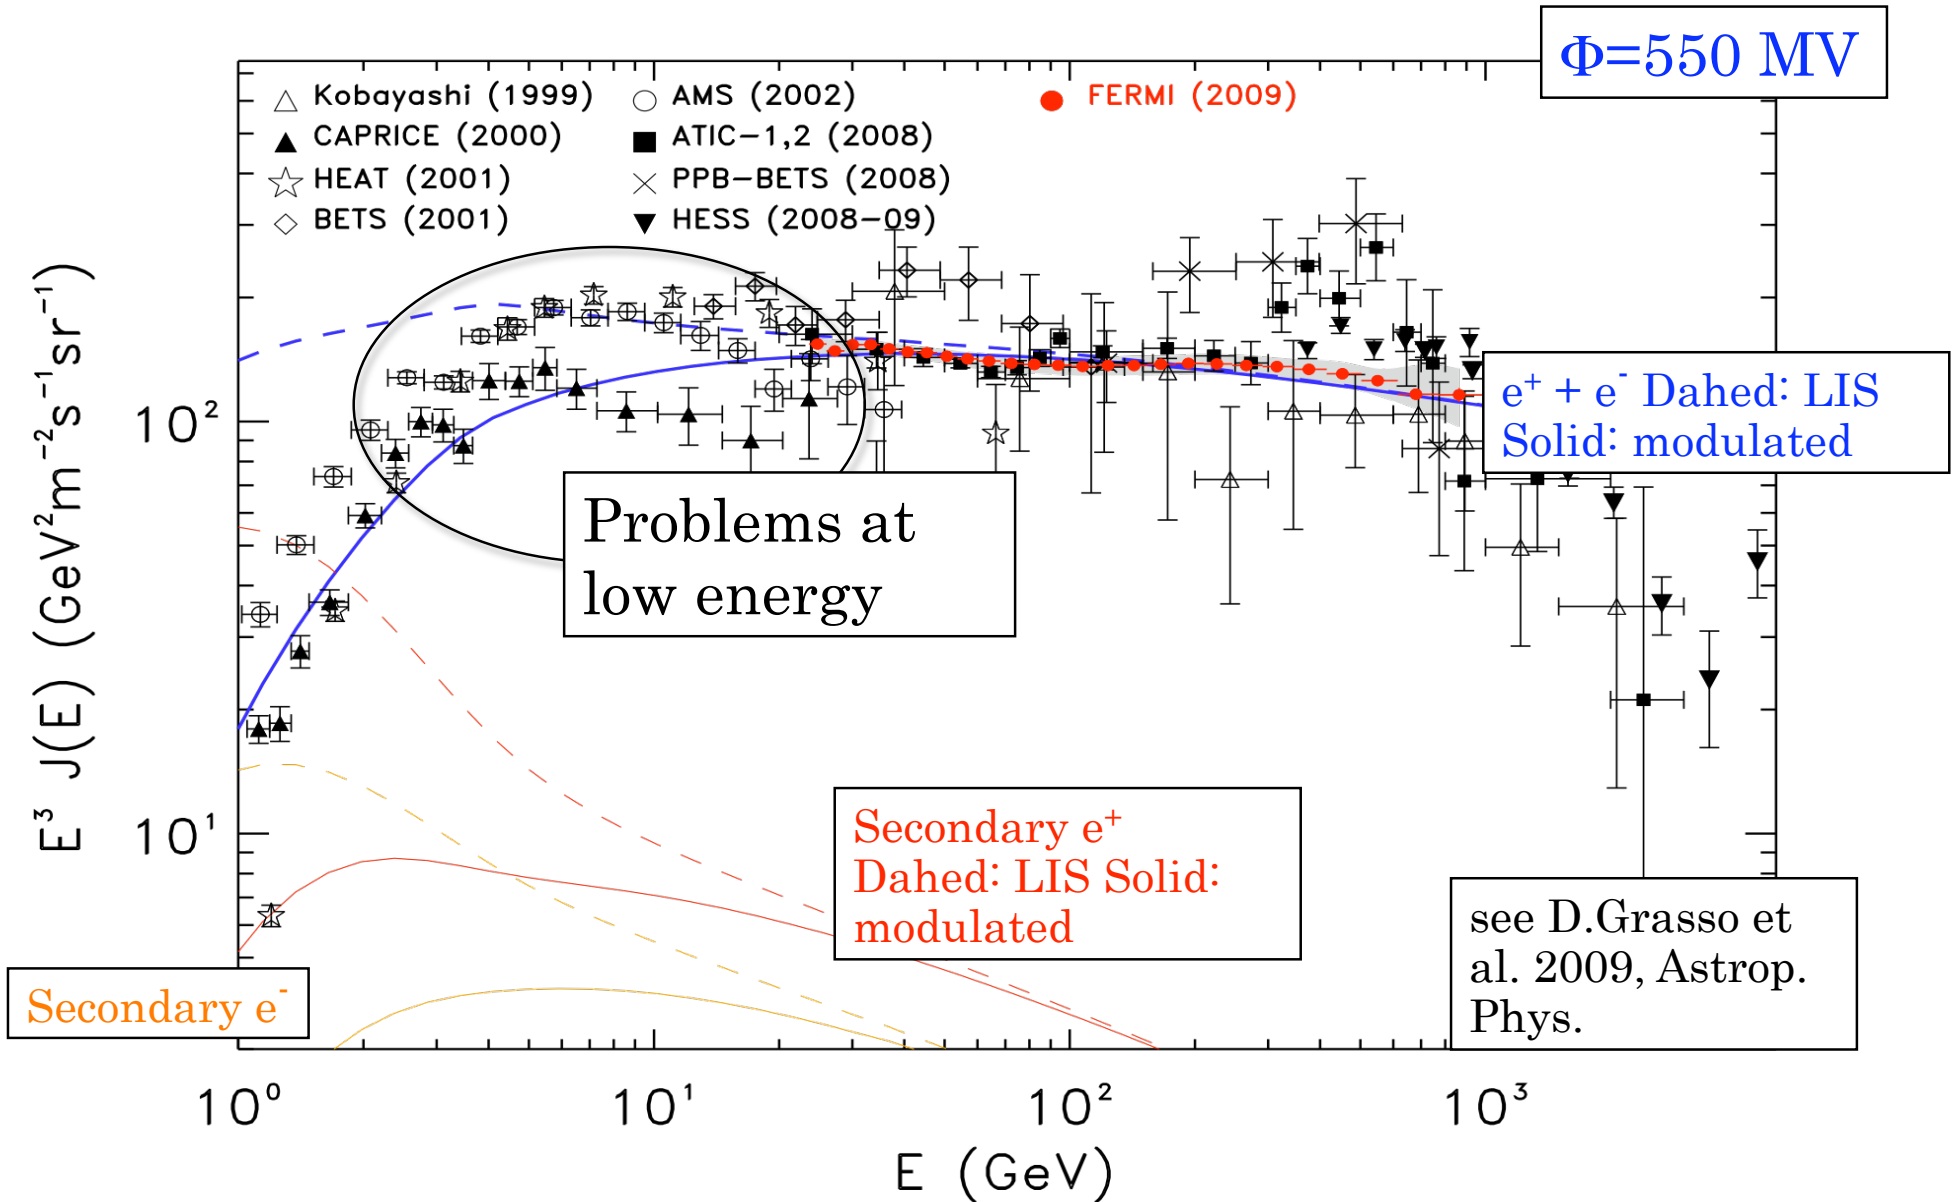 Φ=550 MV
Kobayashi (1999)
CAPRICE (2000)
HEAT (2001)
BETS (2001)
AMS (2002)
ATIC-1,2 (2008)
PPB-BETS (2008)
HESS (2008-09)
FERMI (2009)
E³ J(E) (GeV²m⁻²s⁻¹sr⁻¹)
10²
10¹
e⁺ + e⁻ Dahed: LIS
Solid: modulated
Problems at
low energy
Secondary e⁺
Dahed: LIS Solid:
modulated
see D.Grasso et
al. 2009, Astrop.
Phys.
Secondary e⁻
10⁰ 10¹ 10² 10³
E (GeV)